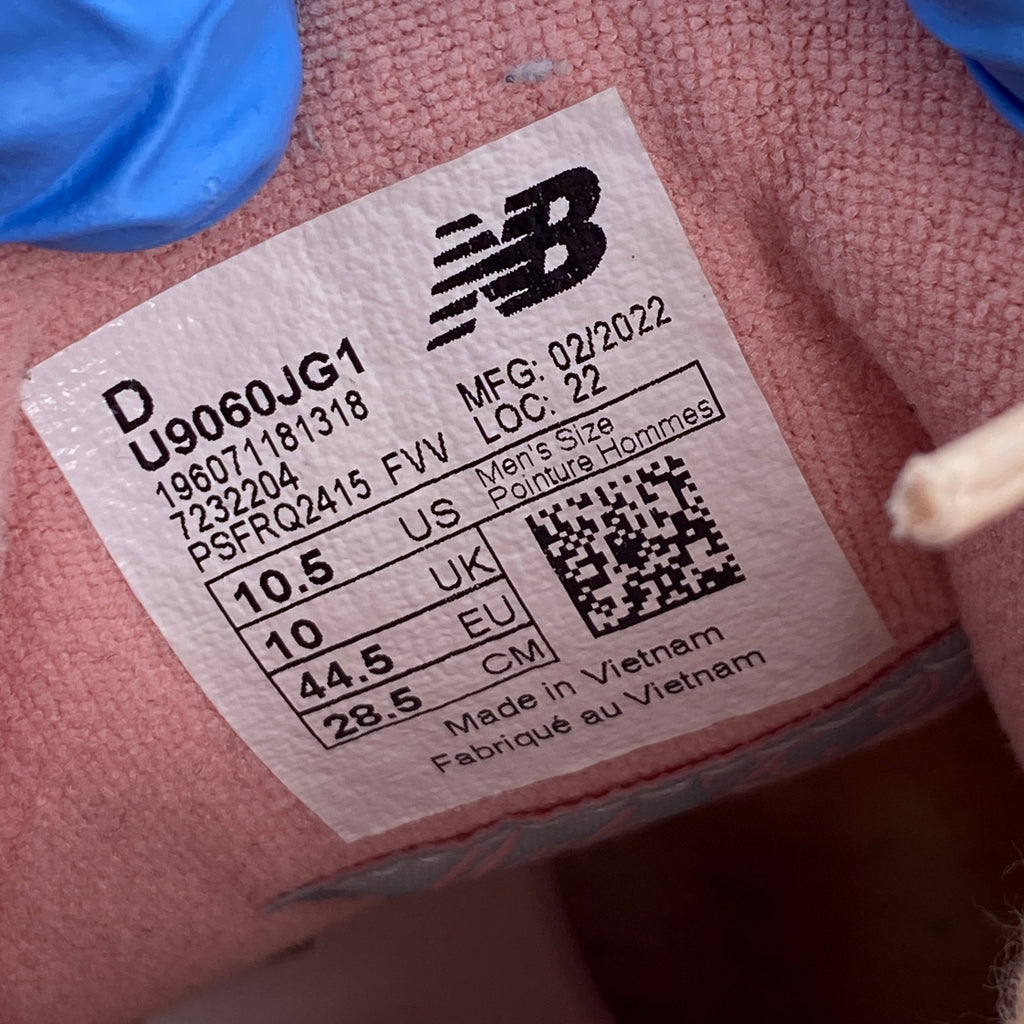 NB
D
U9060JG1
196071181318
7232204
PSFRQ2415 FVV
MFG: 02/2022
LOC: 22
Men's Size
Pointure Hommes
10.5 US
10 UK
44.5 EU
28.5 CM
Made in Vietnam
Fabriqué au Vietnam